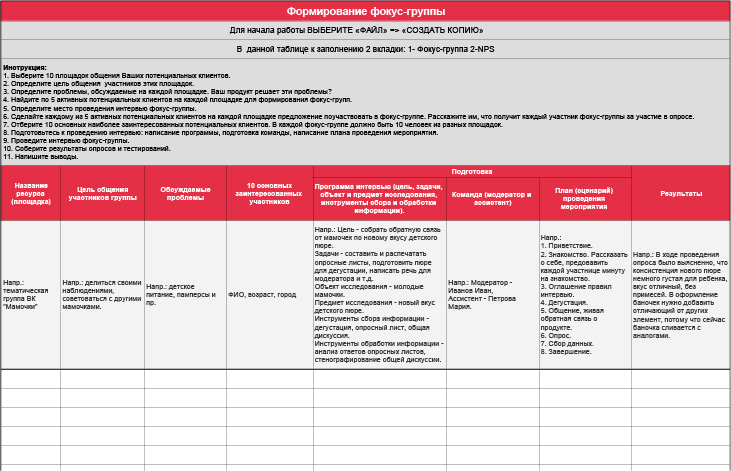 Формирование фокус-группы
Для начала работы ВЫБЕРИТЕ «ФАЙЛ» => «СОЗДАТЬ КОПИЮ»
В данной таблице к заполнению 2 вкладки: 1- Фокус-группа 2-NPS
Инструкция:
1. Выберите 10 площадок общения Ваших потенциальных клиентов.
2. Определите цель общения участников этих площадок.
3. Определите проблемы, обсуждаемые на каждой площадке. Ваш продукт решает эти проблемы?
4. Найдите по 5 активных потенциальных клиентов на каждой площадке для формирования фокус-групп.
5. Определите место проведения интервью фокус-группы.
6. Сделайте каждому из 5 активных потенциальных клиентов на каждой площадке предложение поучаствовать в фокус-группе. Расскажите им, что получит каждый участник фокус-группы за участие в опросе.
7. Отберите 10 основных наиболее заинтересованных потенциальных клиентов. В каждой фокус-группе должно быть 10 человек из разных площадок.
8. Подготовьтесь к проведению интервью: написание программы, подготовка команды, написание плана проведения мероприятия.
9. Проведите интервью фокус-группы.
10. Соберите результаты опросов и тестирований.
11. Напишите выводы.
Название
ресурса
(площадка)
Цель общения
участников группы
Обсуждаемые
проблемы
10 основных
заинтересованных
участников
Подготовка
Программа интервью (цель, задачи,
объект и предмет исследования,
инструменты сбора и обработки
информации).
Команда (модератор и
ассистент)
План (сценарий)
проведения
мероприятия
Результаты
Напр.:
тематическая
группа ВК
"Мамочки"
Напр.: делиться своими
наблюдениями,
советоваться с другими
мамочками.
Напр.: детское
питание, памперсы и
пр.
ФИО, возраст, город
Напр.: Цель - собрать обратную связь
от мамочек по новому вкусу детского
пюре.
Задачи - составить и распечатать
опросные листы, подготовить пюре
для дегустации, написать речь для
модератора и т.д.
Объект исследования - молодые
мамочки.
Предмет исследования - новый вкус
детского пюре.
Инструменты сбора информации -
дегустация, опросный лист, общая
дискуссия.
Инструменты обработки информации -
анализ ответов опросных листов,
стенографирование общей дискуссии.
Напр.: Модератор -
Иванов Иван,
Ассистент - Петрова
Мария.
Напр.:
1. Приветствие.
2. Знакомство. Рассказать
о себе, предовавить
каждой участнице минуту
на знакомство.
3. Оглашение правил
интервью.
4. Дегустация.
5. Общение, живая
обратная связь о
продукте.
6. Опрос.
7. Сбор данных.
8. Завершение.
Напр.: В ходе проведения
опроса было выясненно, что
консистенция нового пюре
немного густая для ребенка,
вкус отличный, без
примесей. В оформление
баночек нужно добавить
отличающий от других
элемент, потому что сейчас
баночка сливается с
аналогами.